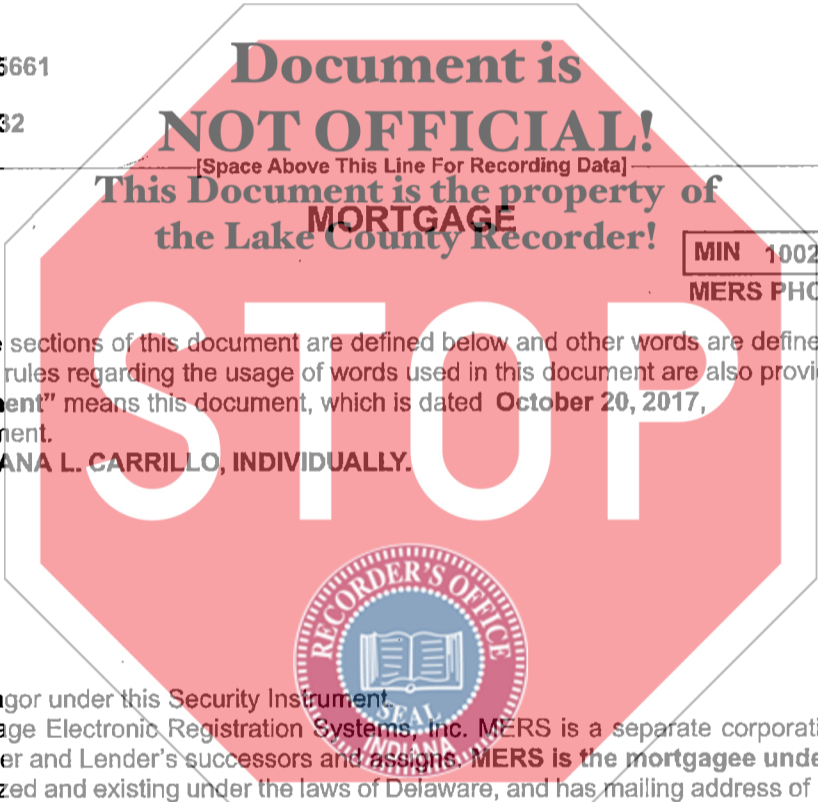 5661
Document is
32
NOT OFFICIAL!
[Space Above This Line For Recording Data]
This Document is the property of
MORTGAGE
the Lake County Recorder!
MIN 1002
MERS PHO
sections of this document are defined below and other words are define
rules regarding the usage of words used in this document are also provi
ent" means this document, which is dated October 20, 2017,
ent.
ANA L. CARRILLO, INDIVIDUALLY.
STOP
RECORDER'S OFFICE
SEAL
INDIANA
gor under this Security Instrument.
age Electronic Registration Systems, Inc. MERS is a separate corporati
er and Lender's successors and assigns. MERS is the mortgagee unde
zed and existing under the laws of Delaware, and has mailing address of